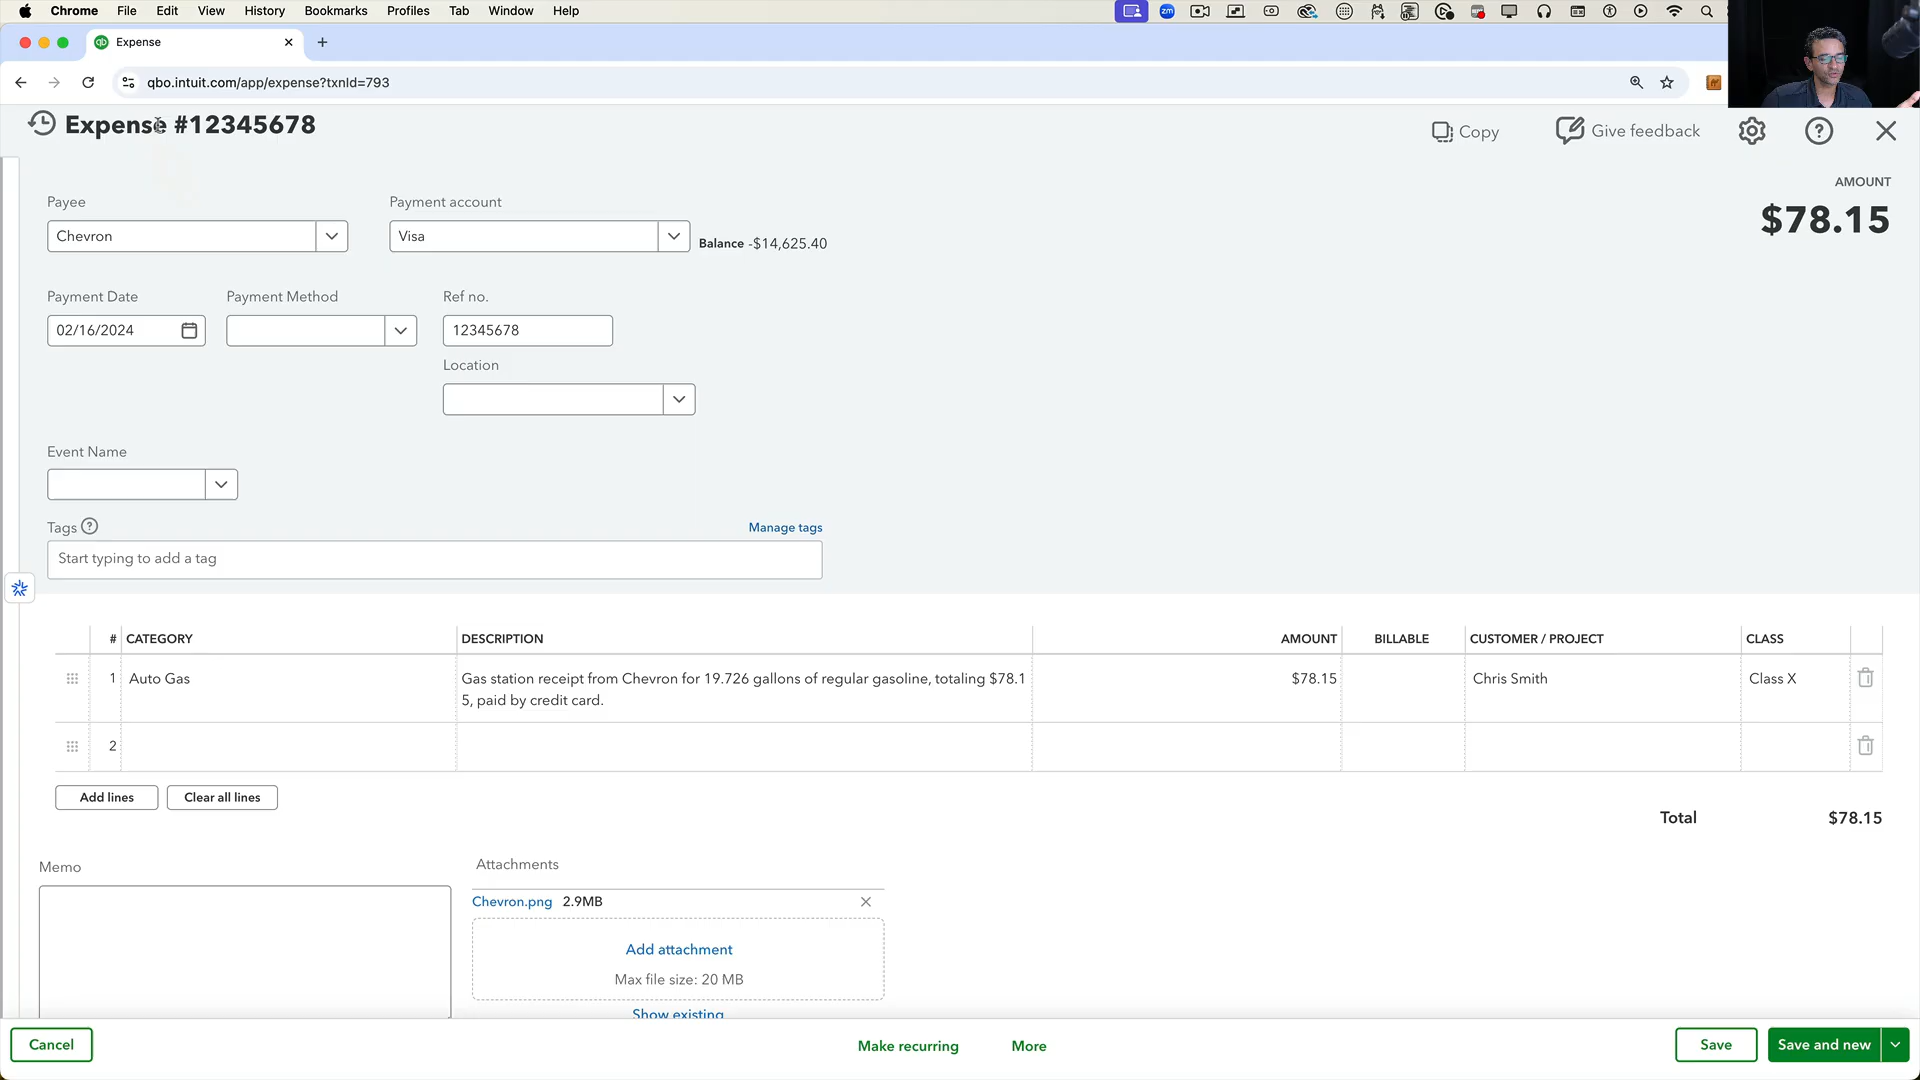 Chrome File Edit View History Bookmarks Profiles Tab Window Help
Expense
qbo.intuit.com/app/expense?txnId=793
Expense #12345678
Copy Give feedback
AMOUNT
$78.15
Payee Payment account
Chevron Visa Balance -$14,625.40
Payment Date Payment Method Ref no.
02/16/2024 12345678
Location
Event Name
Tags Manage tags
Start typing to add a tag
# CATEGORY DESCRIPTION AMOUNT BILLABLE CUSTOMER / PROJECT CLASS
1 Auto Gas Gas station receipt from Chevron for 19.726 gallons of regular gasoline, totaling $78.1 $78.15 Chris Smith Class X
5, paid by credit card.
2
Add lines Clear all lines
Total $78.15
Memo Attachments
Chevron.png 2.9MB
Add attachment
Max file size: 20 MB
Show existing
Cancel Make recurring More Save Save and new